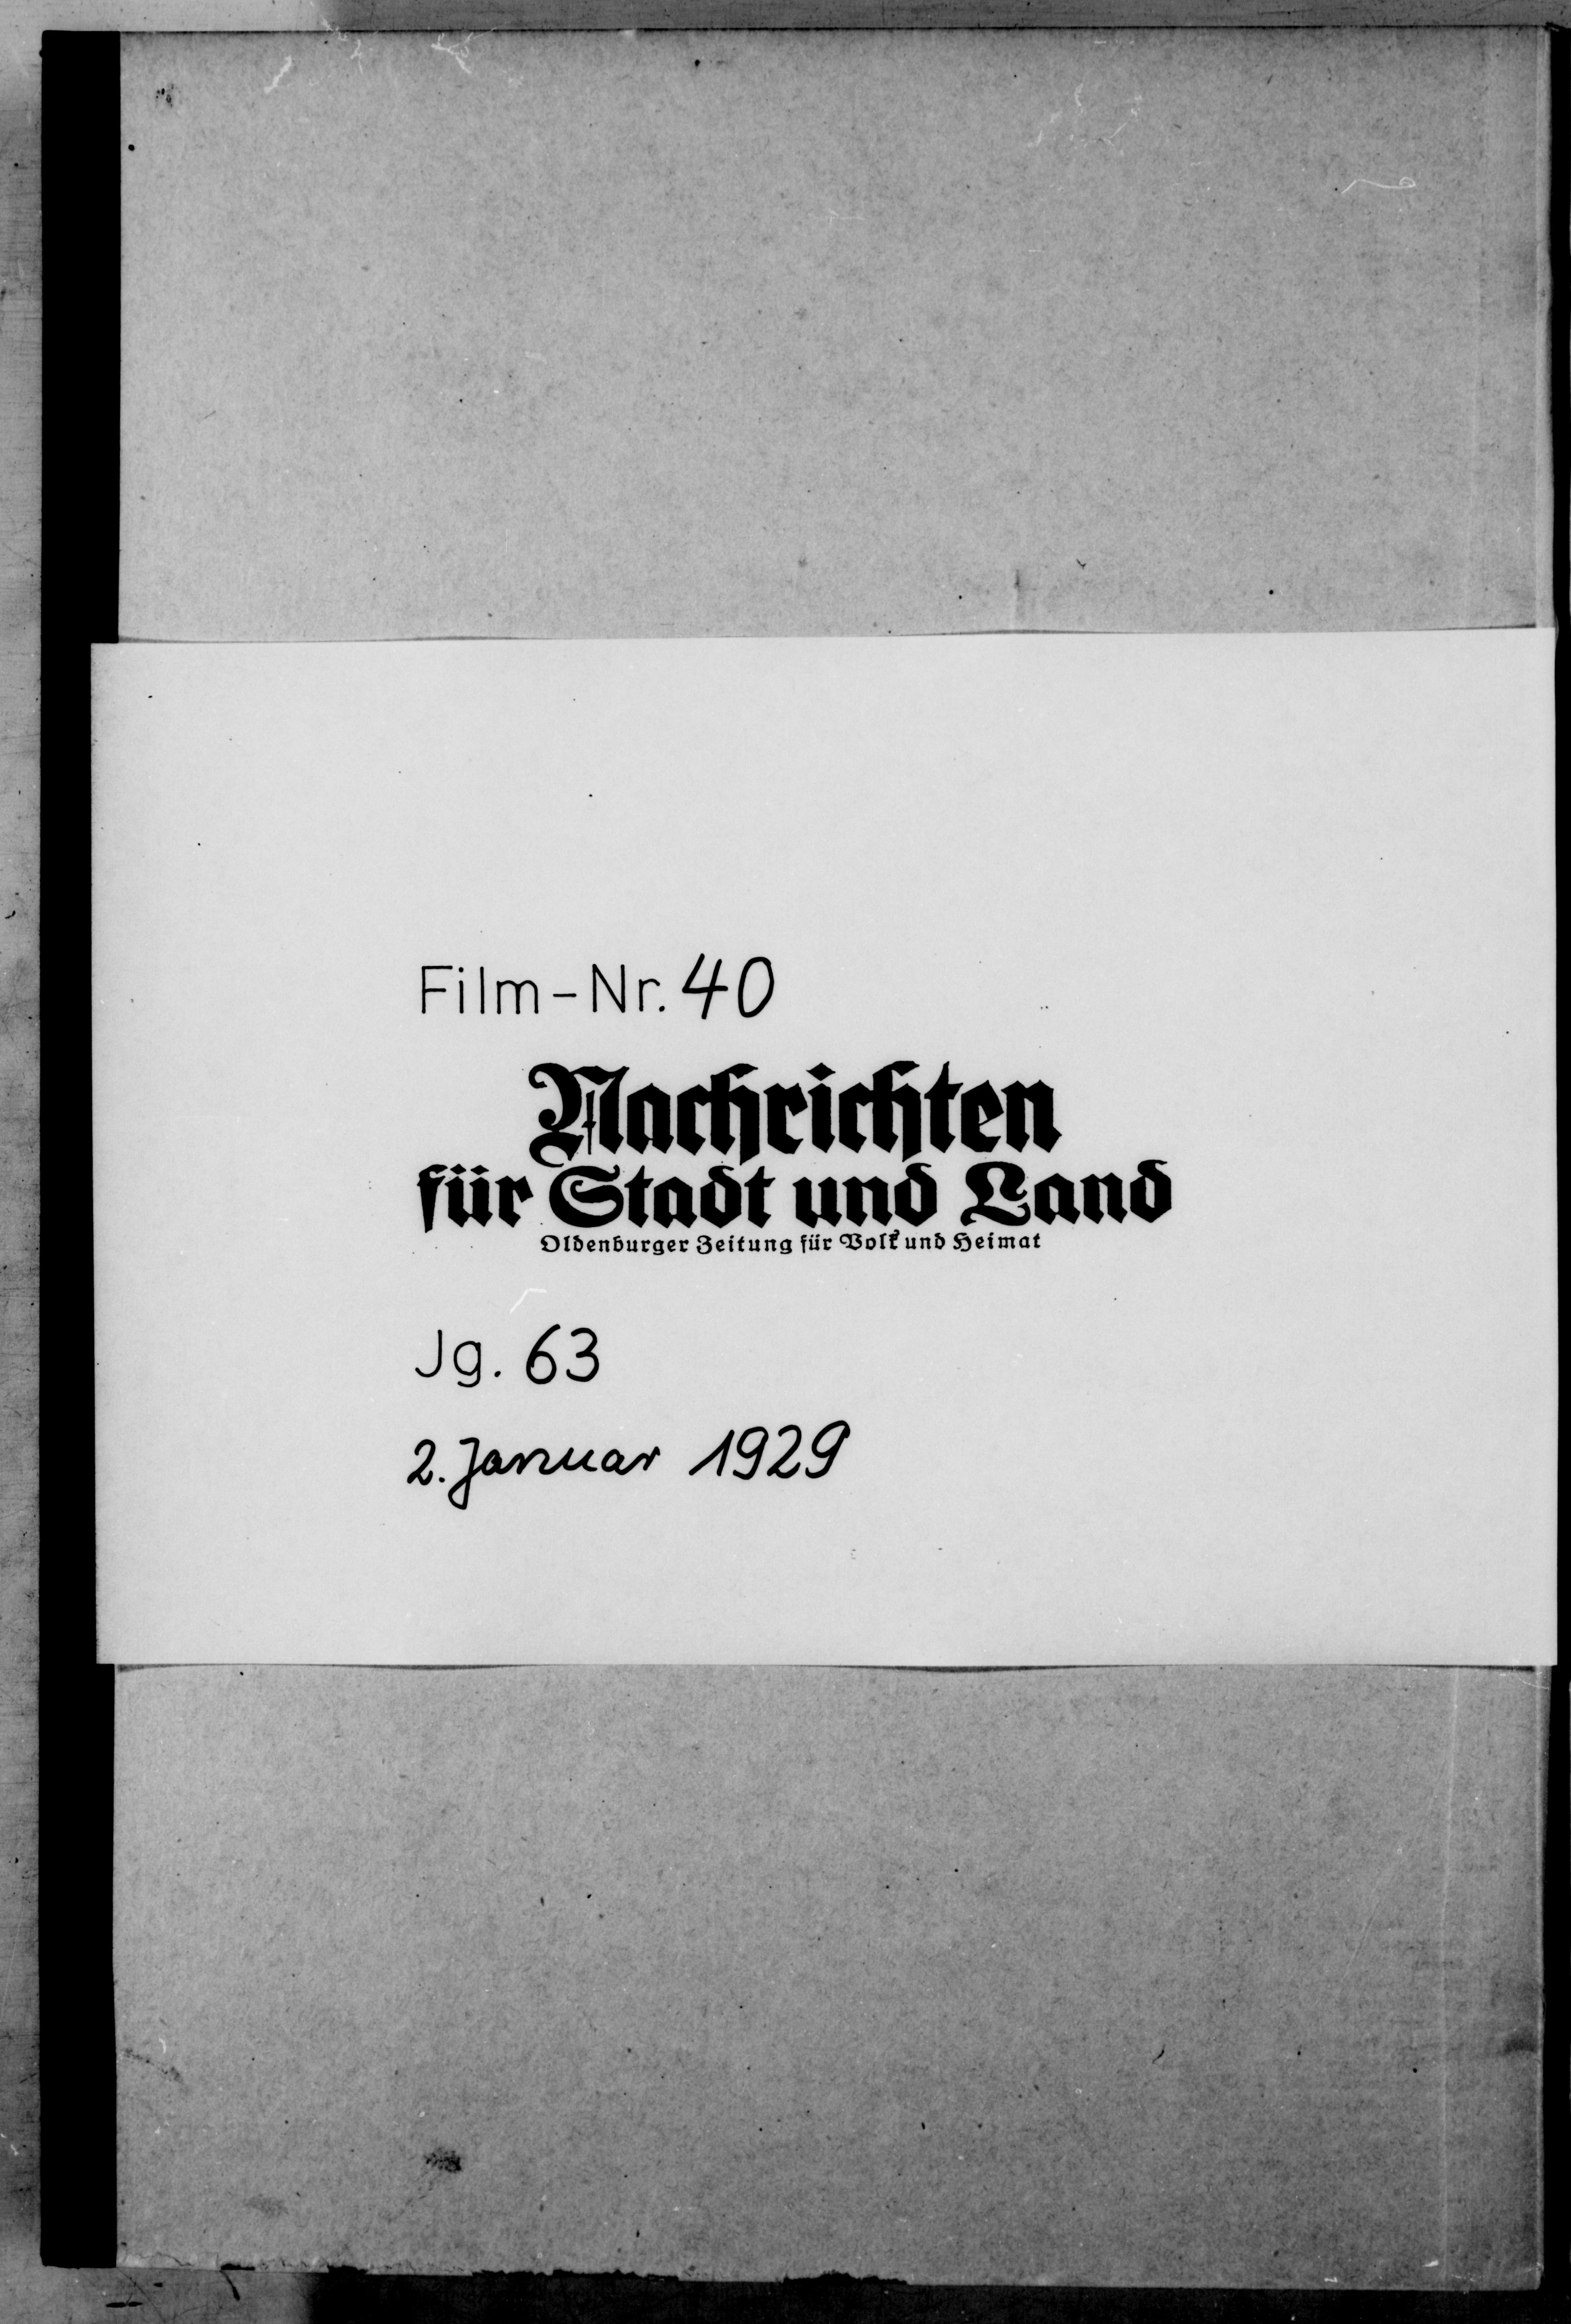 Film-Nr. 40
Nachrichten
für Stadt und Land
Oldenburger Zeitung für Volk und Heimat
Jg. 63
2. Januar 1929